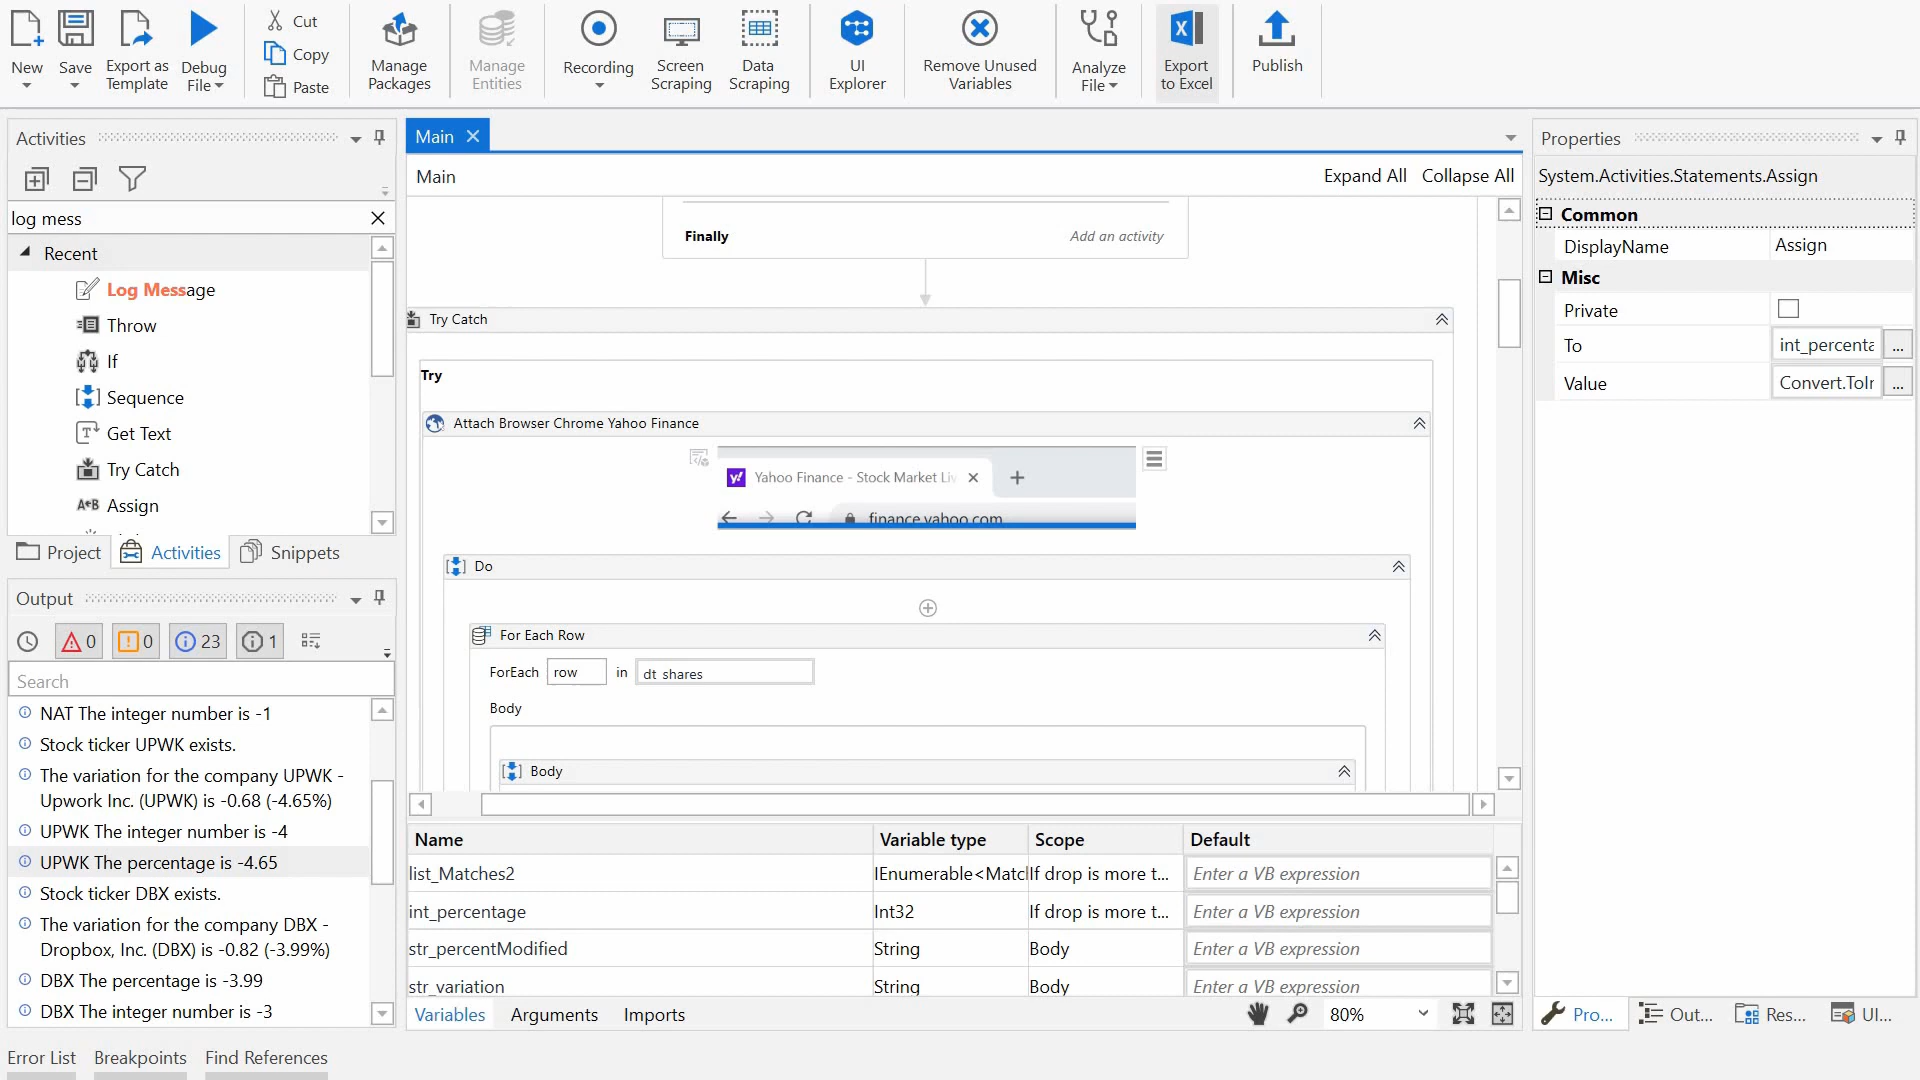 New
Save
Export as
Template
Debug
File
Cut
Copy
Paste
Manage
Packages
Manage
Entities
Recording
Screen
Scraping
Data
Scraping
UI
Explorer
Remove Unused
Variables
Analyze
File
Export
to Excel
Publish
Activities
log mess
Recent
Log Message
Throw
If
Sequence
Get Text
Try Catch
Assign
Project
Activities
Snippets
Output
0
0
23
1
Search
NAT The integer number is -1
Stock ticker UPWK exists.
The variation for the company UPWK -
Upwork Inc. (UPWK) is -0.68 (-4.65%)
UPWK The integer number is -4
UPWK The percentage is -4.65
Stock ticker DBX exists.
The variation for the company DBX -
Dropbox, Inc. (DBX) is -0.82 (-3.99%)
DBX The percentage is -3.99
DBX The integer number is -3
Error List
Breakpoints
Find References
Main
Main
Expand All
Collapse All
Finally
Add an activity
Try Catch
Try
Attach Browser Chrome Yahoo Finance
Yahoo Finance - Stock Market Liv
finance.yahoo.com
Do
For Each Row
ForEach
row
in
dt_shares
Body
Body
Name
Variable type
Scope
Default
list_Matches2
IEnumerable<Matcl
If drop is more t...
Enter a VB expression
int_percentage
Int32
If drop is more t...
Enter a VB expression
str_percentModified
String
Body
Enter a VB expression
str_variation
String
Body
Enter a VB expression
Variables
Arguments
Imports
80%
Properties
System.Activities.Statements.Assign
Common
DisplayName
Assign
Misc
Private
To
int_percenta
...
Value
Convert.ToIr
...
Pro...
Out...
Res...
UI...